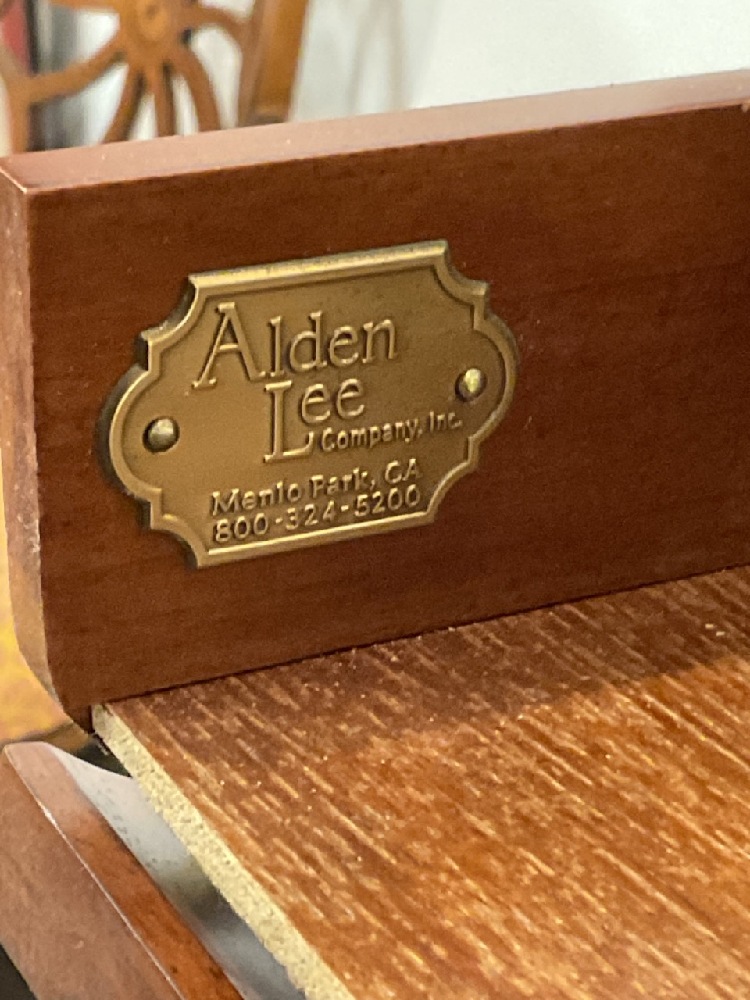 Alden
Lee
Company, Inc.
Menlo Park, CA
800-324-5200